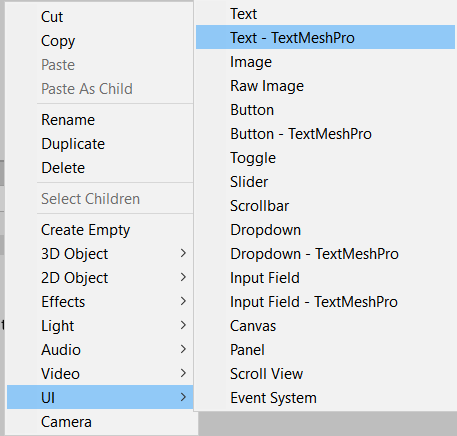 Cut
Copy
Paste
Paste As Child
Rename
Duplicate
Delete
Select Children
Create Empty
3D Object
2D Object
Effects
Light
Audio
Video
UI
Camera
Text
Text - TextMeshPro
Image
Raw Image
Button
Button - TextMeshPro
Toggle
Slider
Scrollbar
Dropdown
Dropdown - TextMeshPro
Input Field
Input Field - TextMeshPro
Canvas
Panel
Scroll View
Event System